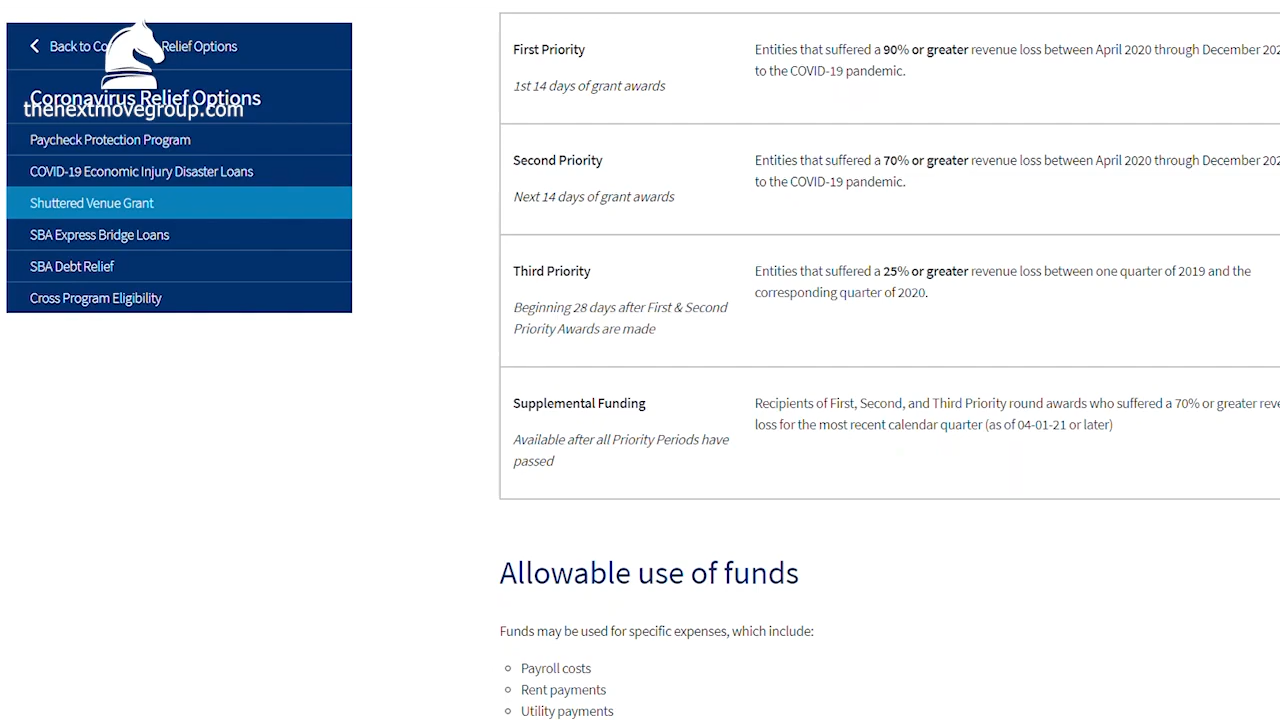 Back to Co Relief Options
Coronavirus Relief Options
thenextmovegroup.com
Paycheck Protection Program
COVID-19 Economic Injury Disaster Loans
Shuttered Venue Grant
SBA Express Bridge Loans
SBA Debt Relief
Cross Program Eligibility
First Priority
1st 14 days of grant awards
Entities that suffered a 90% or greater revenue loss between April 2020 through December 202
to the COVID-19 pandemic.
Second Priority
Next 14 days of grant awards
Entities that suffered a 70% or greater revenue loss between April 2020 through December 202
to the COVID-19 pandemic.
Third Priority
Beginning 28 days after First & Second
Priority Awards are made
Entities that suffered a 25% or greater revenue loss between one quarter of 2019 and the
corresponding quarter of 2020.
Supplemental Funding
Available after all Priority Periods have
passed
Recipients of First, Second, and Third Priority round awards who suffered a 70% or greater reve
loss for the most recent calendar quarter (as of 04-01-21 or later)
Allowable use of funds
Funds may be used for specific expenses, which include:
Payroll costs
Rent payments
Utility payments